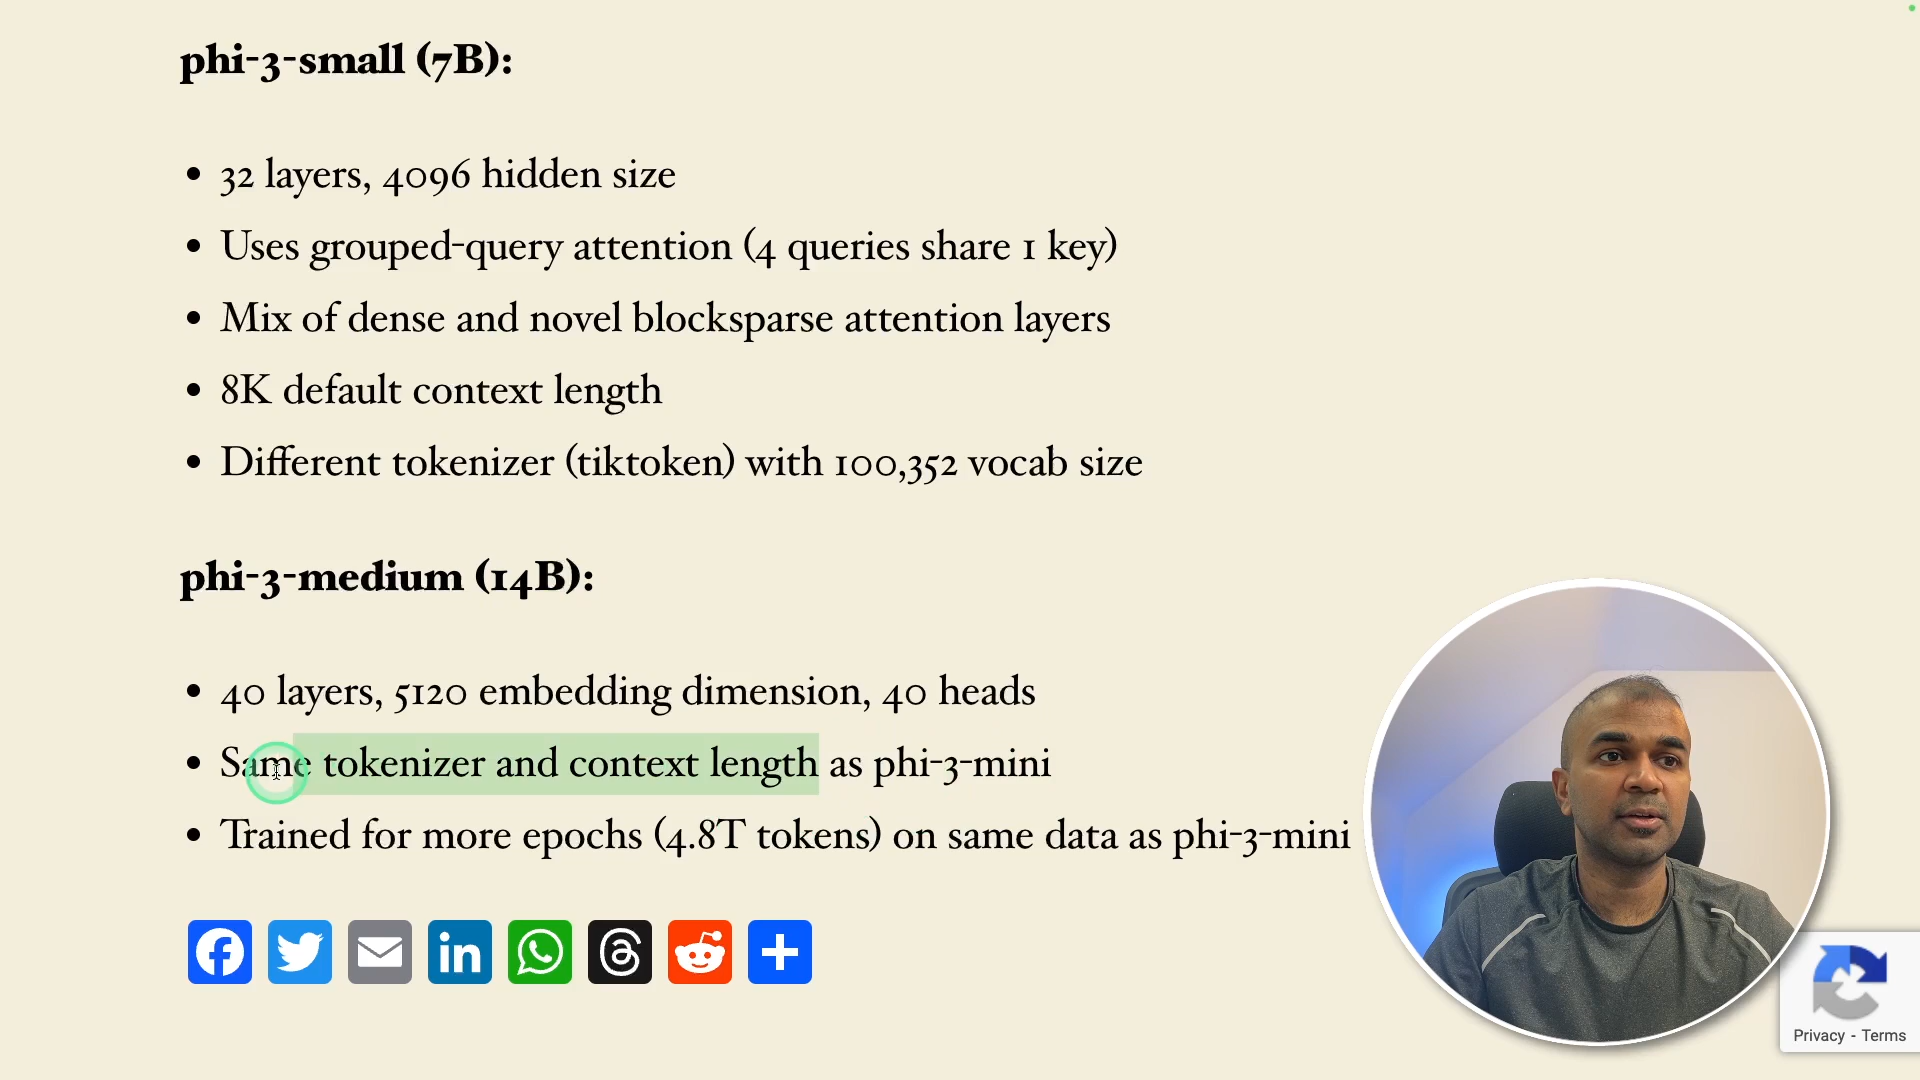 phi-3-small (7B):
• 32 layers, 4096 hidden size
• Uses grouped-query attention (4 queries share 1 key)
• Mix of dense and novel blocksparse attention layers
• 8K default context length
• Different tokenizer (tiktoken) with 100,352 vocab size
phi-3-medium (14B):
• 40 layers, 5120 embedding dimension, 40 heads
• Same tokenizer and context length as phi-3-mini
• Trained for more epochs (4.8T tokens) on same data as phi-3-mini
in
Privacy - Terms